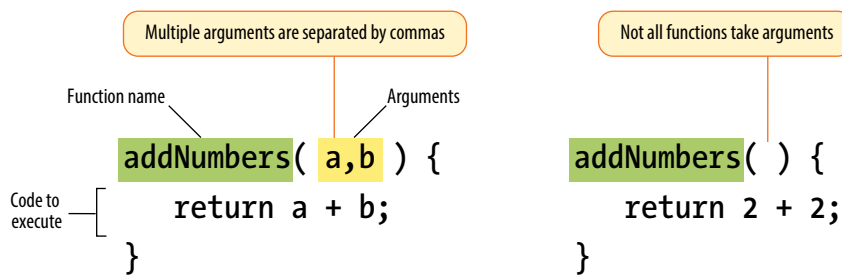 Multiple arguments are separated by commas
Not all functions take arguments
Function name
Arguments
addNumbers( a,b ) {
Code to
execute
return a + b;
}
addNumbers( ) {
return 2 + 2;
}